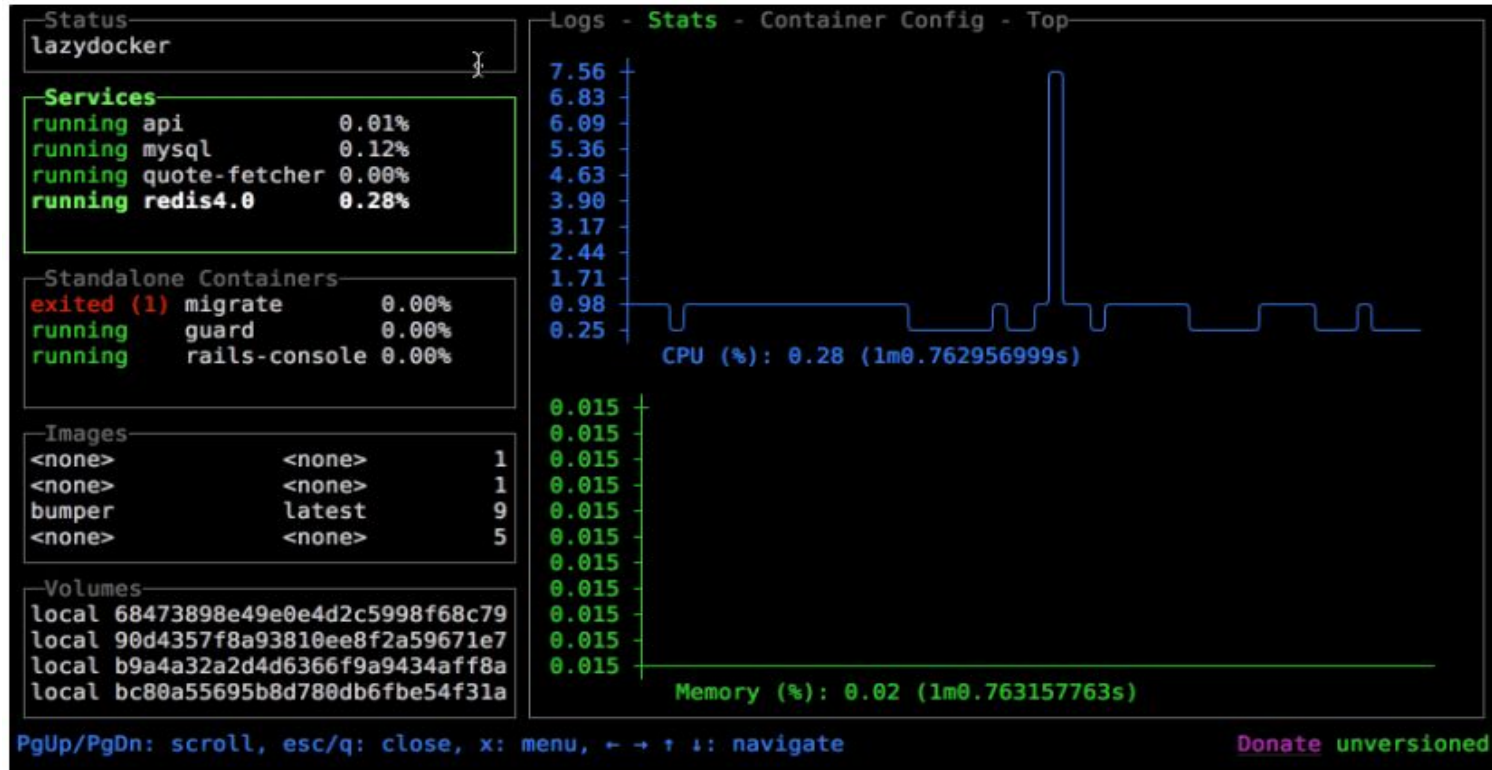 Status
lazydocker
Services
running api 0.01%
running mysql 0.12%
running quote-fetcher 0.00%
running redis4.0 0.28%
Standalone Containers
exited (1) migrate 0.00%
running guard 0.00%
running rails-console 0.00%
Images
<none> <none> 1
<none> <none> 1
bumper latest 9
<none> <none> 5
Volumes
local 68473898e49e0e4d2c5998f68c79
local 90d4357f8a93810ee8f2a59671e7
local b9a4a32a2d4d6366f9a9434aff8a
local bc80a55695b8d780db6fbe54f31a
Logs - Stats - Container Config - Top
7.56
6.83
6.09
5.36
4.63
3.90
3.17
2.44
1.71
0.98
0.25
CPU (%): 0.28 (1m0.762956999s)
0.015
0.015
0.015
0.015
0.015
0.015
0.015
0.015
0.015
0.015
0.015
Memory (%): 0.02 (1m0.763157763s)
PgUp/PgDn: scroll, esc/q: close, x: menu, ← → ↑ ↓: navigate
Donate unversioned